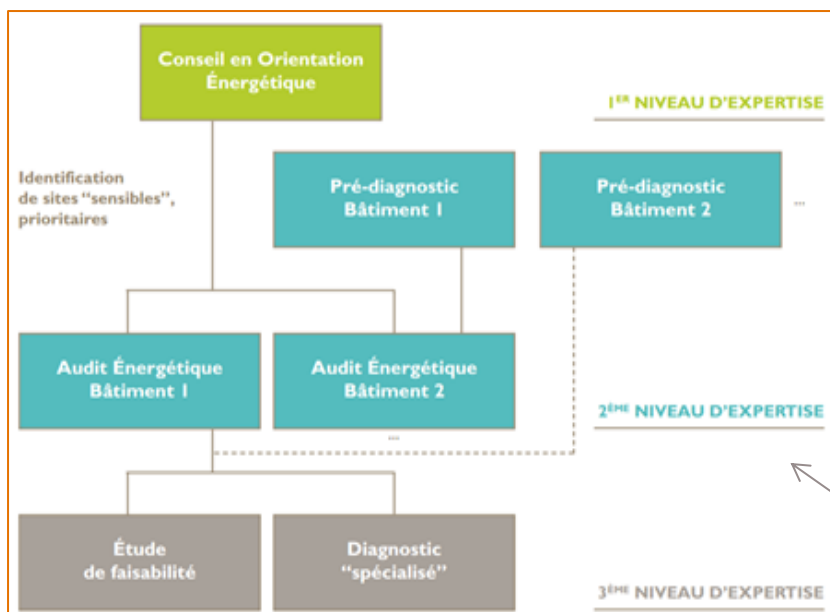 Conseil en Orientation
Énergétique
1ER NIVEAU D'EXPERTISE
Identification
de sites "sensibles",
prioritaires
Pré-diagnostic
Bâtiment 1
Pré-diagnostic
Bâtiment 2
...
Audit Énergétique
Bâtiment 1
Audit Énergétique
Bâtiment 2
...
2ÈME NIVEAU D'EXPERTISE
Étude
de faisabilité
Diagnostic
"spécialisé"
3ÈME NIVEAU D'EXPERTISE